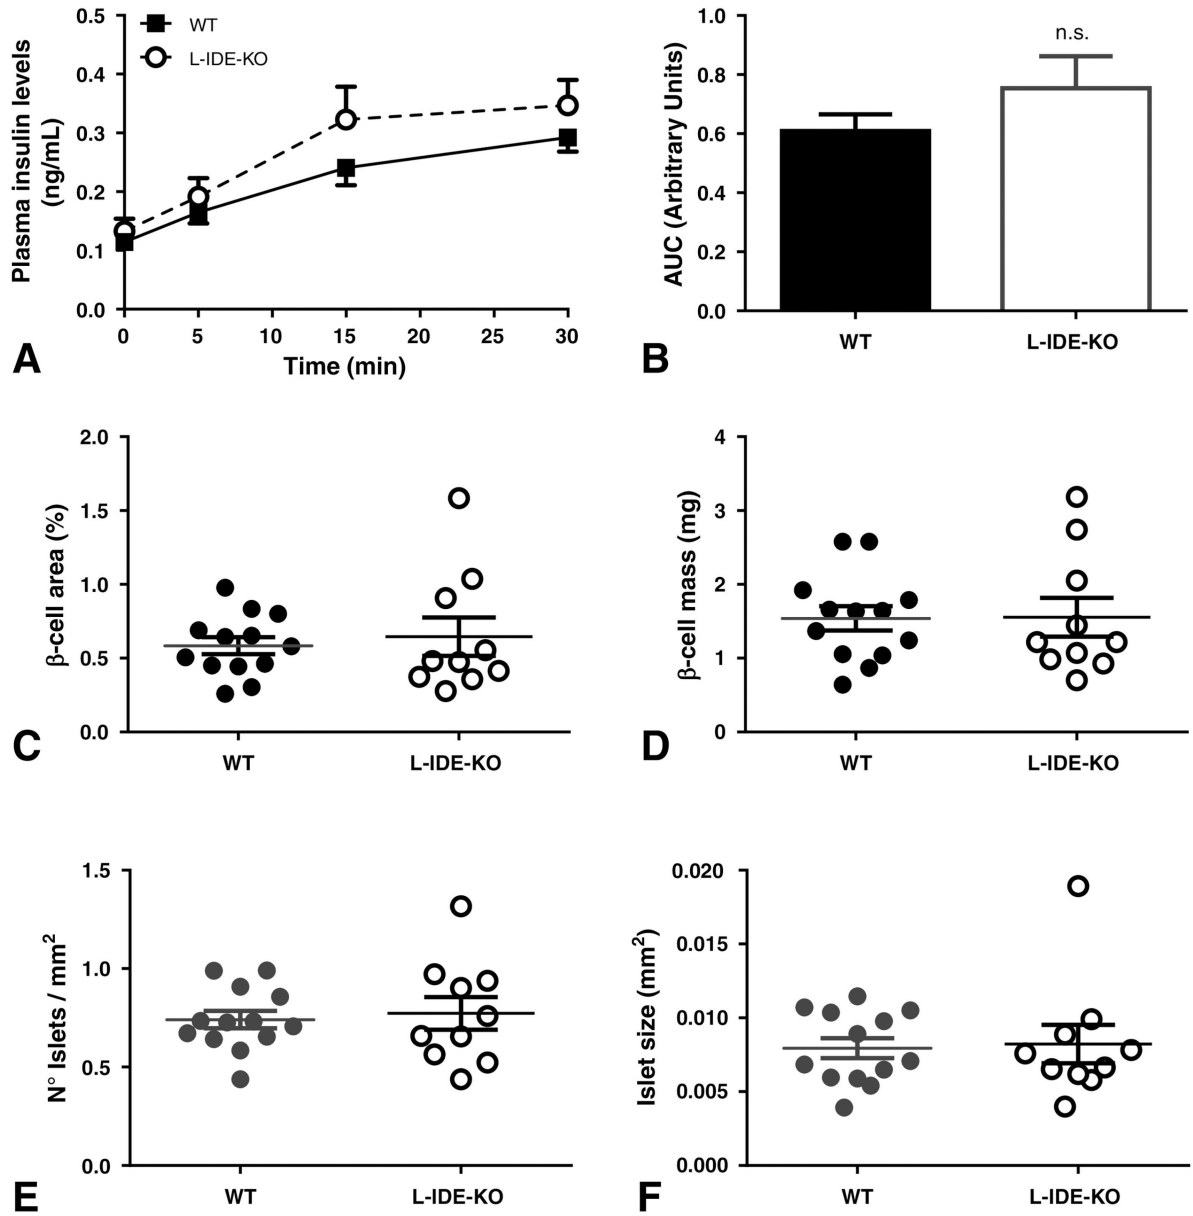 0.5
0.4
0.3
0.2
0.1
0.0
Plasma insulin levels
(ng/mL)
WT
L-IDE-KO
0 5 10 15 20 25 30
Time (min)
A
1.0
0.8
0.6
0.4
0.2
0.0
AUC (Arbitrary Units)
n.s.
WT L-IDE-KO
B
2.0
1.5
1.0
0.5
0.0
β-cell area (%)
WT L-IDE-KO
C
4
3
2
1
0
β-cell mass (mg)
WT L-IDE-KO
D
1.5
1.0
0.5
0.0
N° Islets / mm²
WT L-IDE-KO
E
0.020
0.015
0.010
0.005
0.000
Islet size (mm²)
WT L-IDE-KO
F